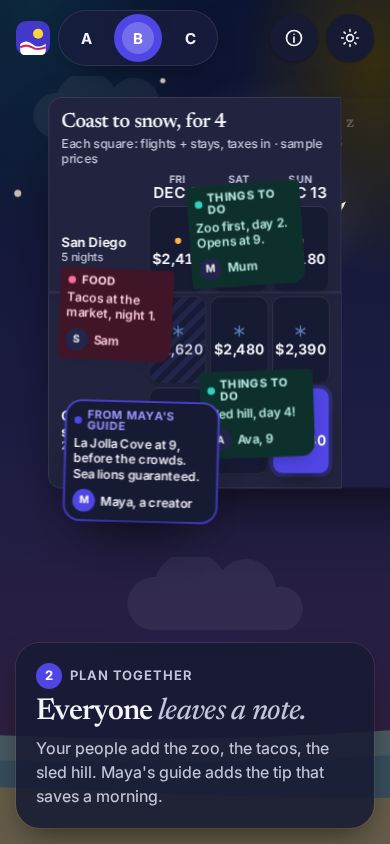 A
B
C
z
Coast to snow, for 4
Each square: flights + stays, taxes in · sample
prices
FRI
SAT
SUN
DEC
C 13
THINGS TO
DO
Zoo first, day 2.
Opens at 9.
M
Mum
San Diego
5 nights
$2,41
80
FOOD
Tacos at the
market, night 1.
S
Sam
,620
$2,480
$2,390
THINGS TO
DO
led hill, day 4!
A
Ava, 9
FROM MAYA'S
GUIDE
La Jolla Cove at 9,
before the crowds.
Sea lions guaranteed.
M
Maya, a creator
2
PLAN TOGETHER
Everyone leaves a note.
Your people add the zoo, the tacos, the
sled hill. Maya's guide adds the tip that
saves a morning.